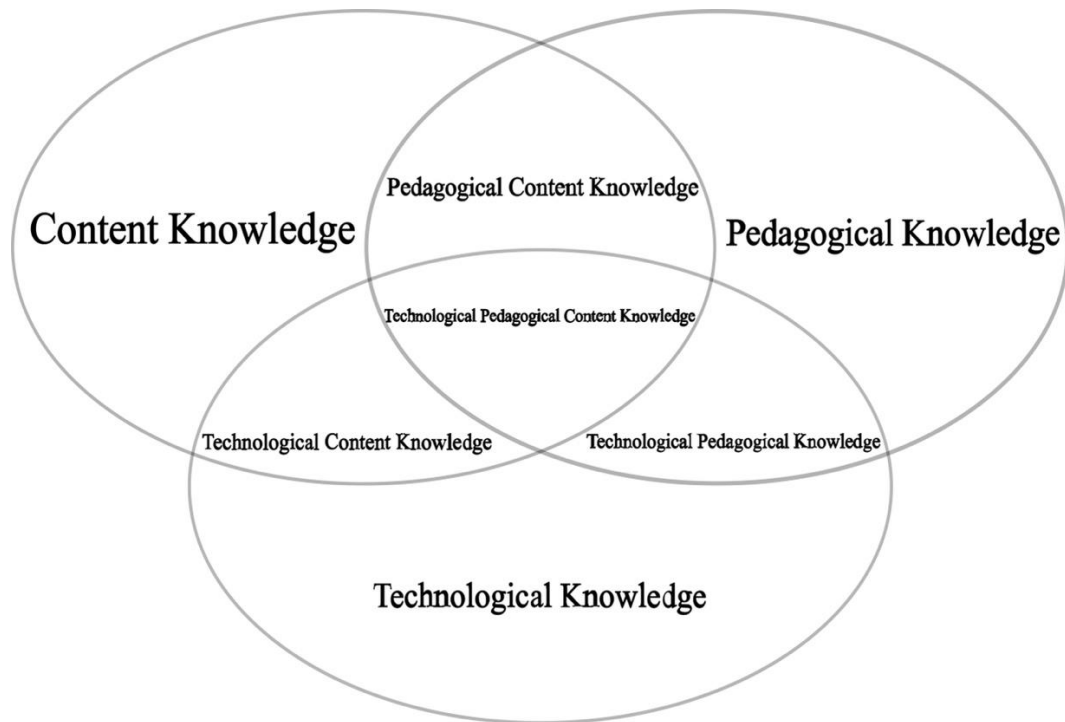 Pedagogical Content Knowledge
Content Knowledge
Pedagogical Knowledge
Technological Pedagogical Content Knowledge
Technological Content Knowledge
Technological Pedagogical Knowledge
Technological Knowledge